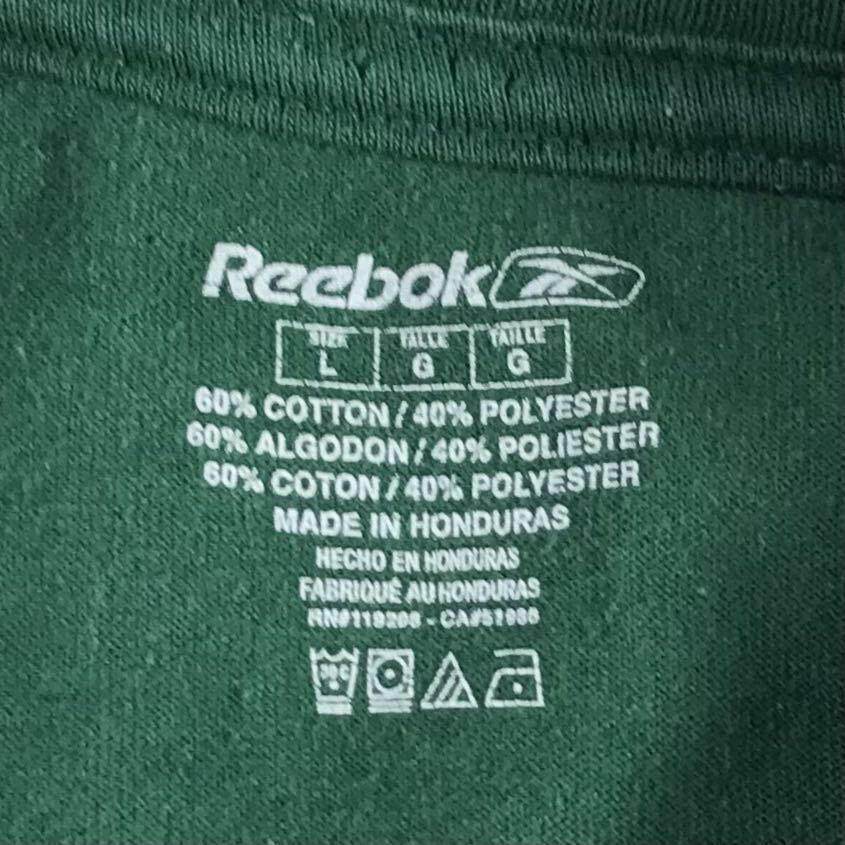 Reebok
SIZE TALLE TAILLE
L G G
60% COTTON / 40% POLYESTER
60% ALGODON / 40% POLIESTER
60% COTON / 40% POLYESTER
MADE IN HONDURAS
HECHO EN HONDURAS
FABRIQUÉ AU HONDURAS